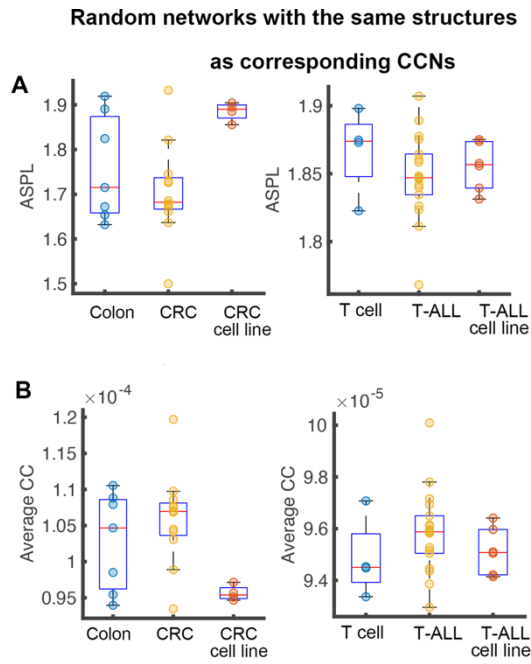 Random networks with the same structures
as corresponding CCNs
A
ASPL
1.9
1.8
1.7
1.6
1.5
Colon
CRC
CRC
cell line
ASPL
1.9
1.85
1.8
T cell
T-ALL
T-ALL
cell line
B
×10⁻⁴
Average CC
1.2
1.15
1.1
1.05
1
0.95
Colon
CRC
CRC
cell line
×10⁻⁵
Average CC
10
9.8
9.6
9.4
T cell
T-ALL
T-ALL
cell line